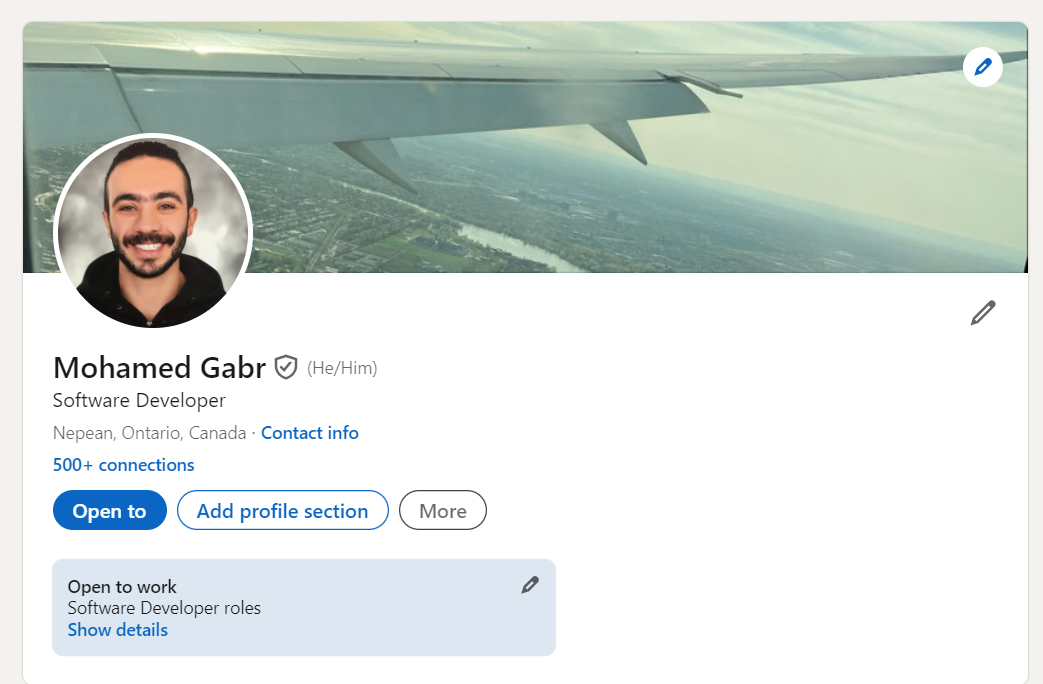 Mohamed Gabr (He/Him)
Software Developer
Nepean, Ontario, Canada · Contact info
500+ connections
Open to Add profile section More
Open to work
Software Developer roles
Show details